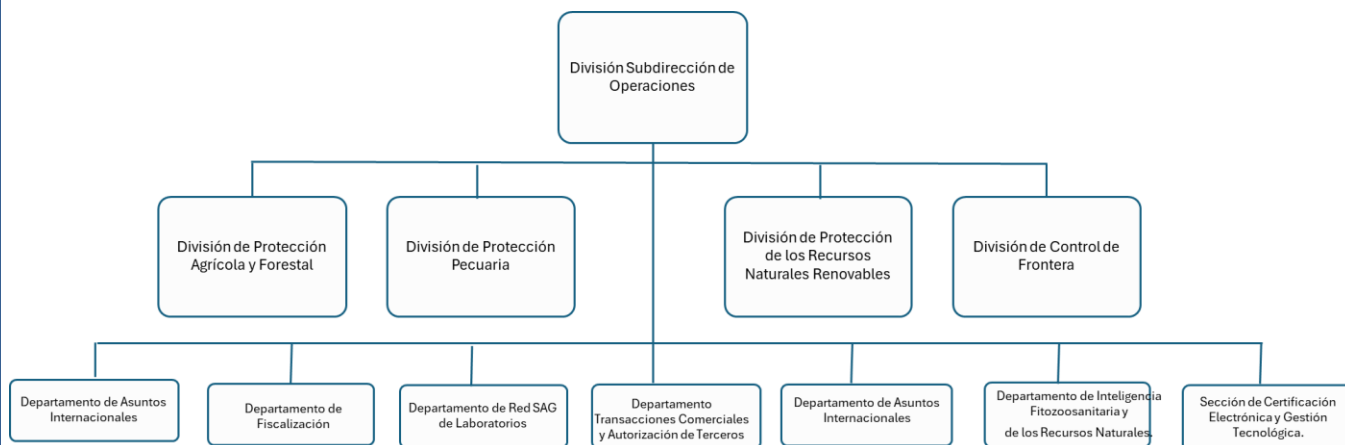 División Subdirección de
Operaciones
División de Protección
Agrícola y Forestal
División de Protección
Pecuaria
División de Protección
de los Recursos
Naturales Renovables
División de Control de
Frontera
Departamento de Asuntos
Internacionales
Departamento de
Fiscalización
Departamento de Red SAG
de Laboratorios
Departamento
Transacciones Comerciales
y Autorización de Terceros
Departamento de Asuntos
Internacionales
Departamento de Inteligencia
Fitozoosanitaria y
de los Recursos Naturales.
Sección de Certificación
Electrónica y Gestión
Tecnológica.